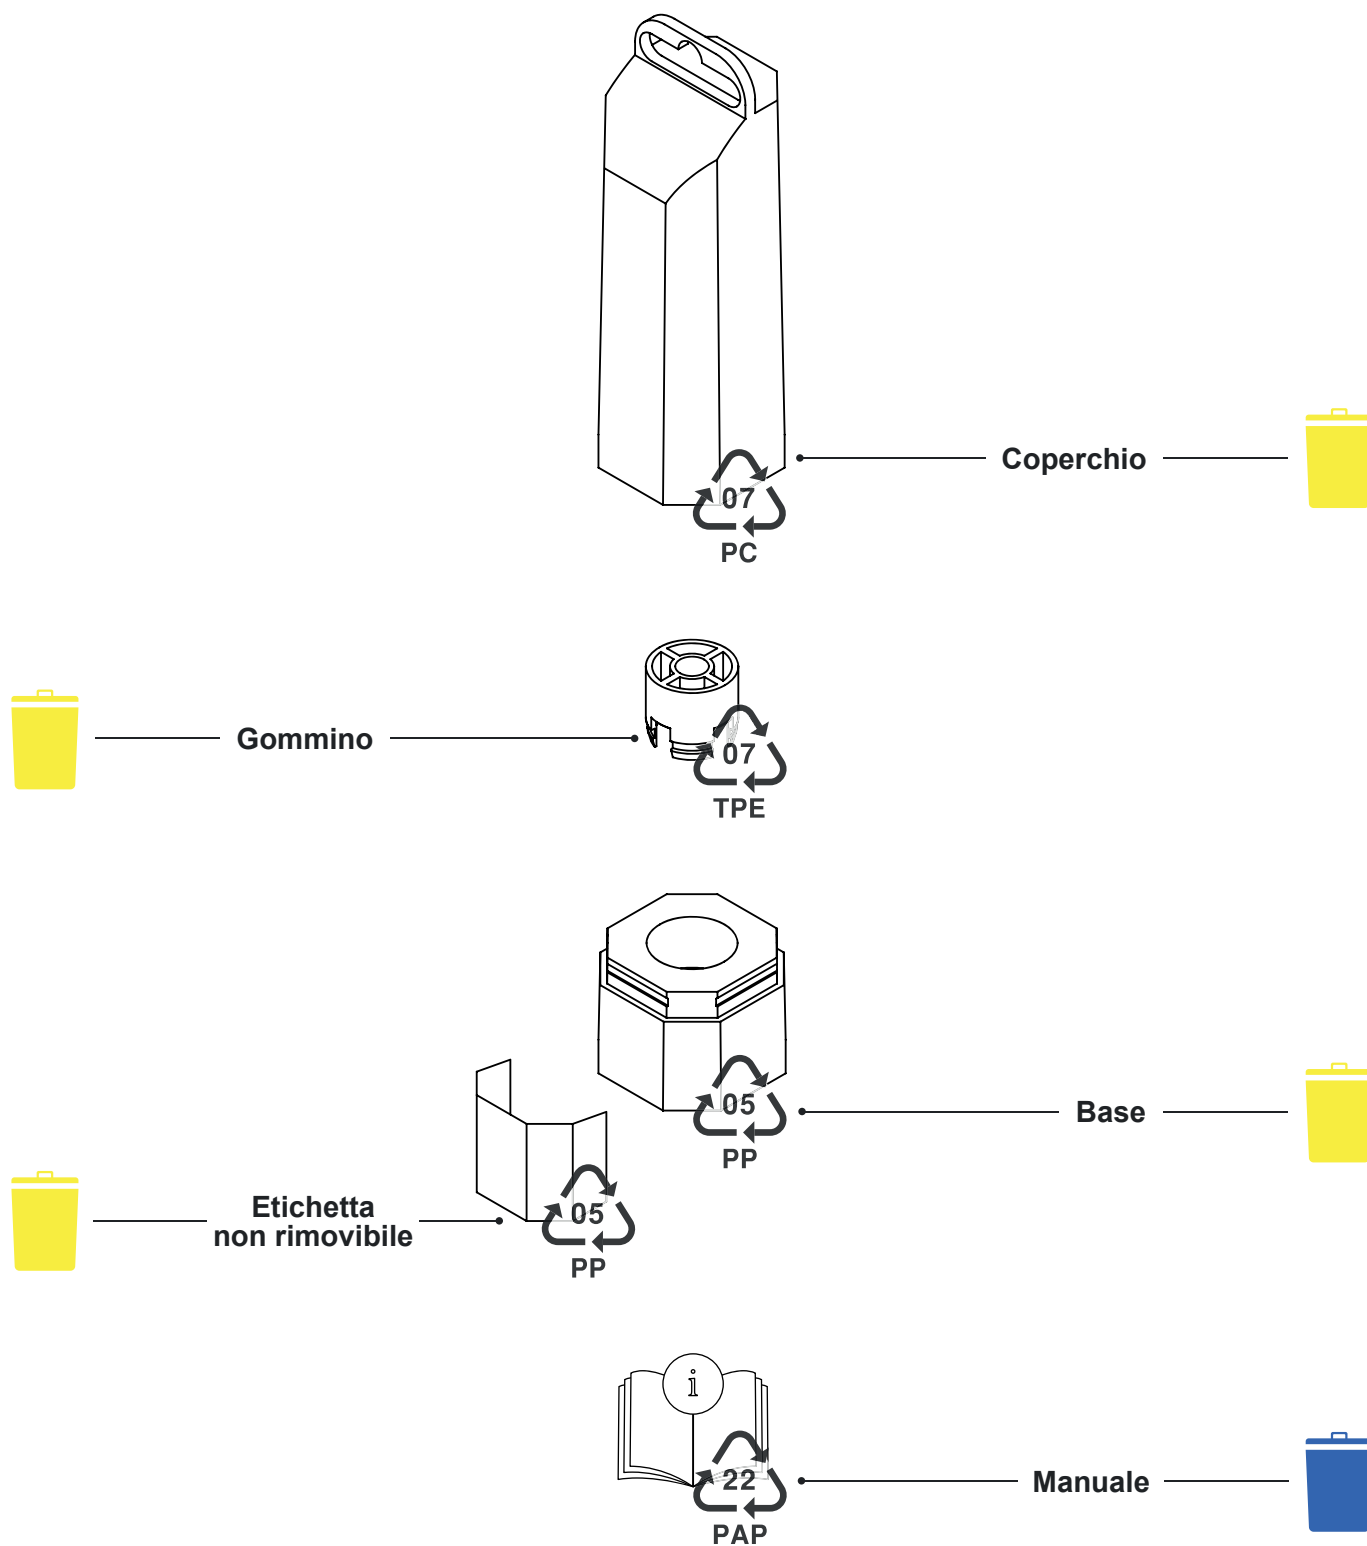 07
PC
Coperchio
Gommino
07
TPE
05
PP
Base
Etichetta
non rimovibile
05
PP
i
22
PAP
Manuale